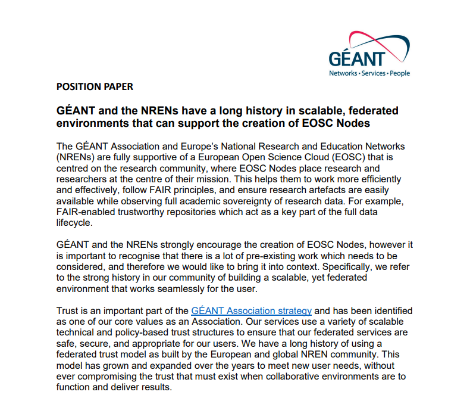 GÉANT
Networks • Services • People
POSITION PAPER
GÉANT and the NRENs have a long history in scalable, federated
environments that can support the creation of EOSC Nodes
The GÉANT Association and Europe's National Research and Education Networks
(NRENs) are fully supportive of a European Open Science Cloud (EOSC) that is
centred on the research community, where EOSC Nodes place research and
researchers at the centre of their mission. This helps them to work more efficiently
and effectively, follow FAIR principles, and ensure research artefacts are easily
available while observing full academic sovereignty of research data. For example,
FAIR-enabled trustworthy repositories which act as a key part of the full data
lifecycle.
GÉANT and the NRENs strongly encourage the creation of EOSC Nodes, however it
is important to recognise that there is a lot of pre-existing work which needs to be
considered, and therefore we would like to bring it into context. Specifically, we refer
to the strong history in our community of building a scalable, yet federated
environment that works seamlessly for the user.
Trust is an important part of the GÉANT Association strategy and has been identified
as one of our core values as an Association. Our services use a variety of scalable
technical and policy-based trust structures to ensure that our federated services are
safe, secure, and appropriate for our users. We have a long history of using a
federated trust model as built by the European and global NREN community. This
model has grown and expanded over the years to meet new user needs, without
ever compromising the trust that must exist when collaborative environments are to
function and deliver results.